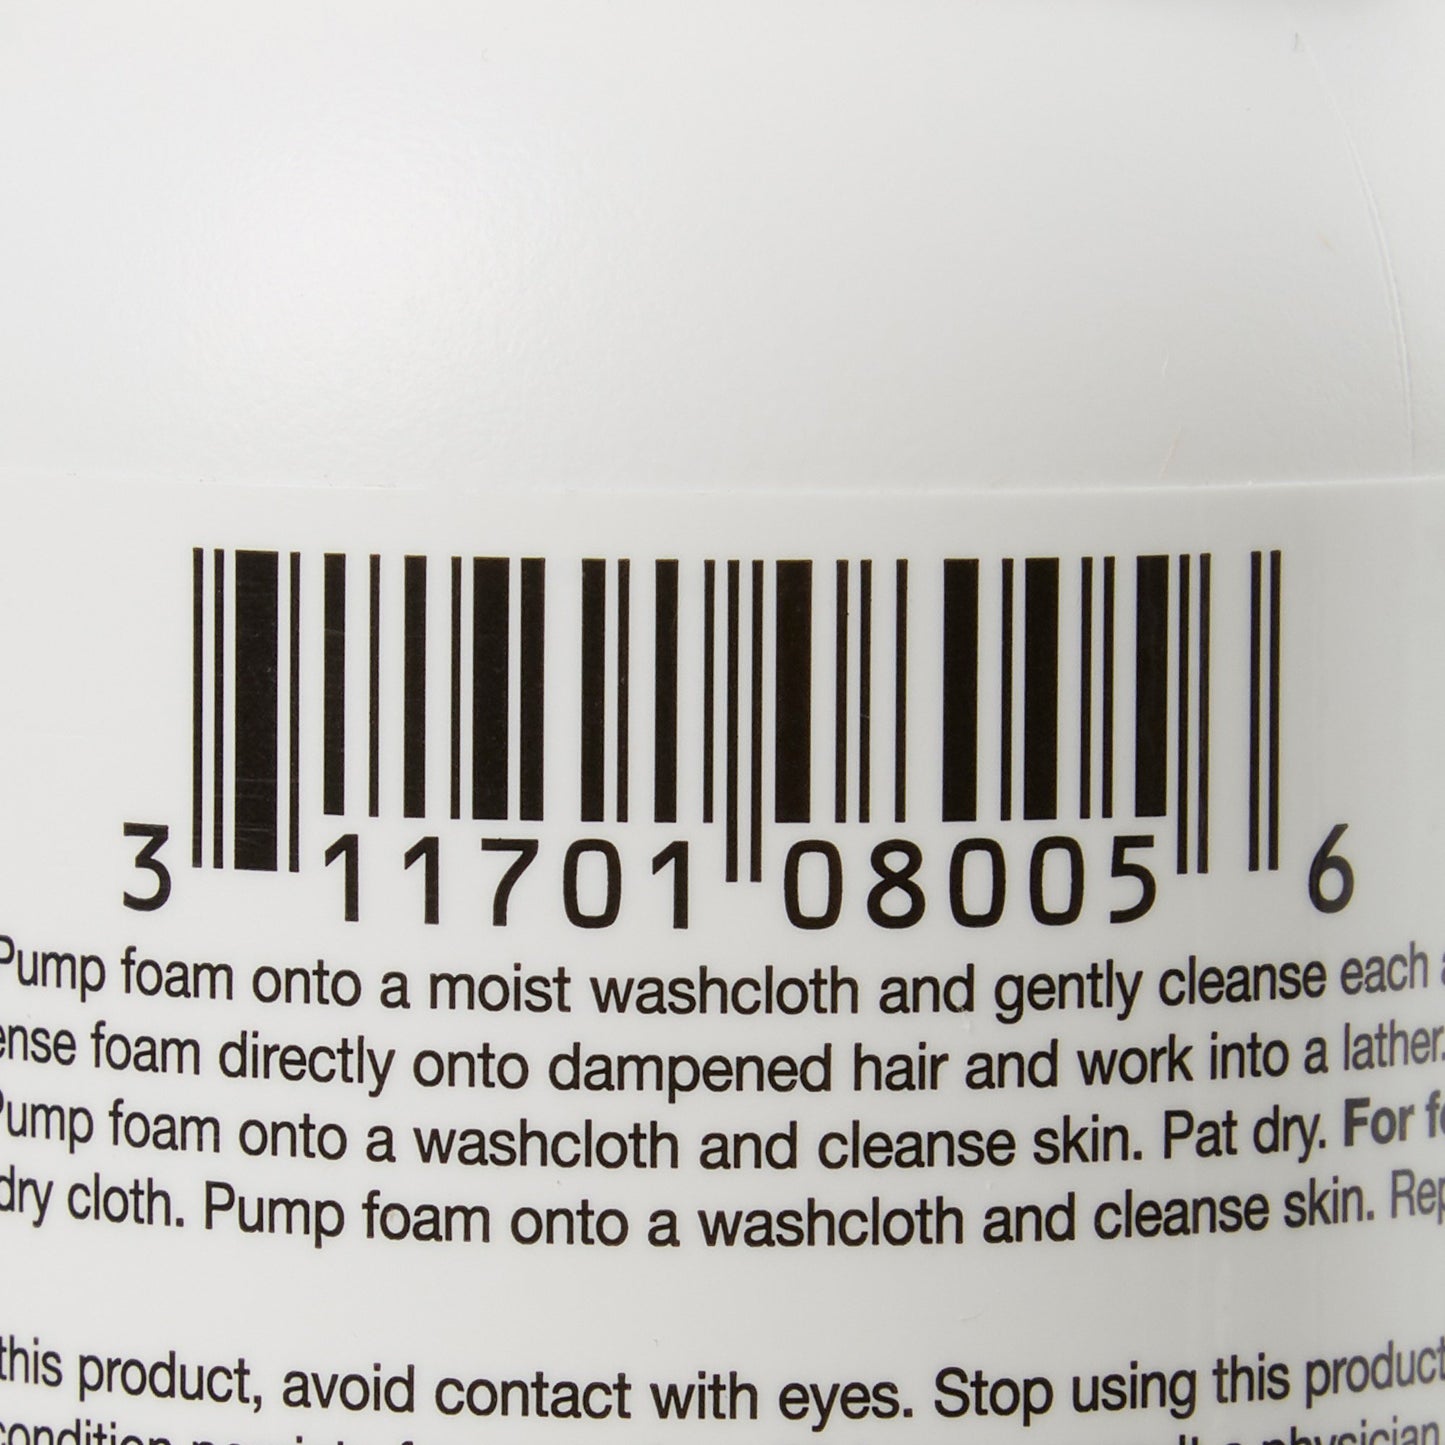 3 11701 08005 6
Pump foam onto a moist washcloth and gently cleanse each
ense foam directly onto dampened hair and work into a lather.
Pump foam onto a washcloth and cleanse skin. Pat dry. For
dry cloth. Pump foam onto a washcloth and cleanse skin. Rep
this product, avoid contact with eyes. Stop using this product
physician